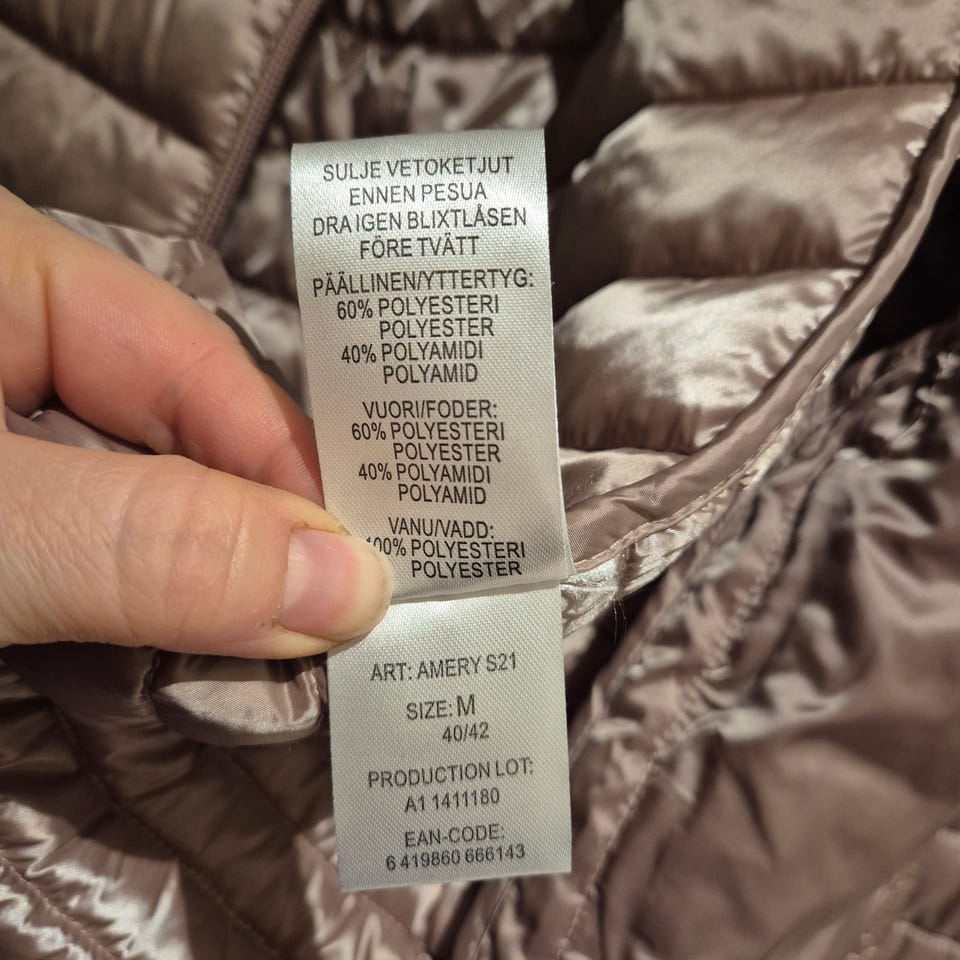 SULJE VETOKETJUT
ENNEN PESUA
DRA IGEN BLIXTLÅSEN
FÖRE TVÄTT
PÄÄLLINEN/YTTERTYG:
60% POLYESTERI
POLYESTER
40% POLYAMIDI
POLYAMID
VUORI/FODER:
60% POLYESTERI
POLYESTER
40% POLYAMIDI
POLYAMID
VANU/VADD:
100% POLYESTERI
POLYESTER
ART: AMERY S21
SIZE: M
40/42
PRODUCTION LOT:
A1 1411180
EAN-CODE:
6 419860 666143